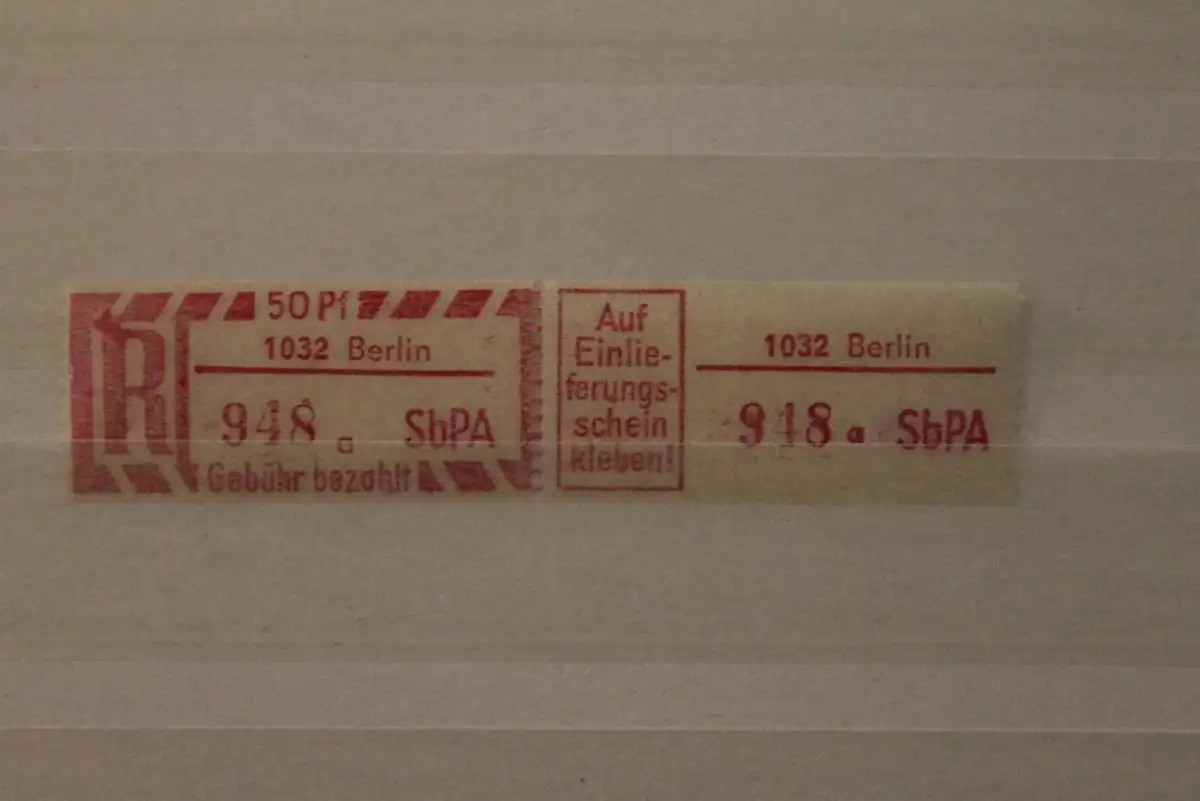 50 Pf
R
1032 Berlin
948 a SbPA
Gebühr bezahlt
Auf
Einlie-
ferungs-
schein
kleben!
1032 Berlin
948 a SbPA